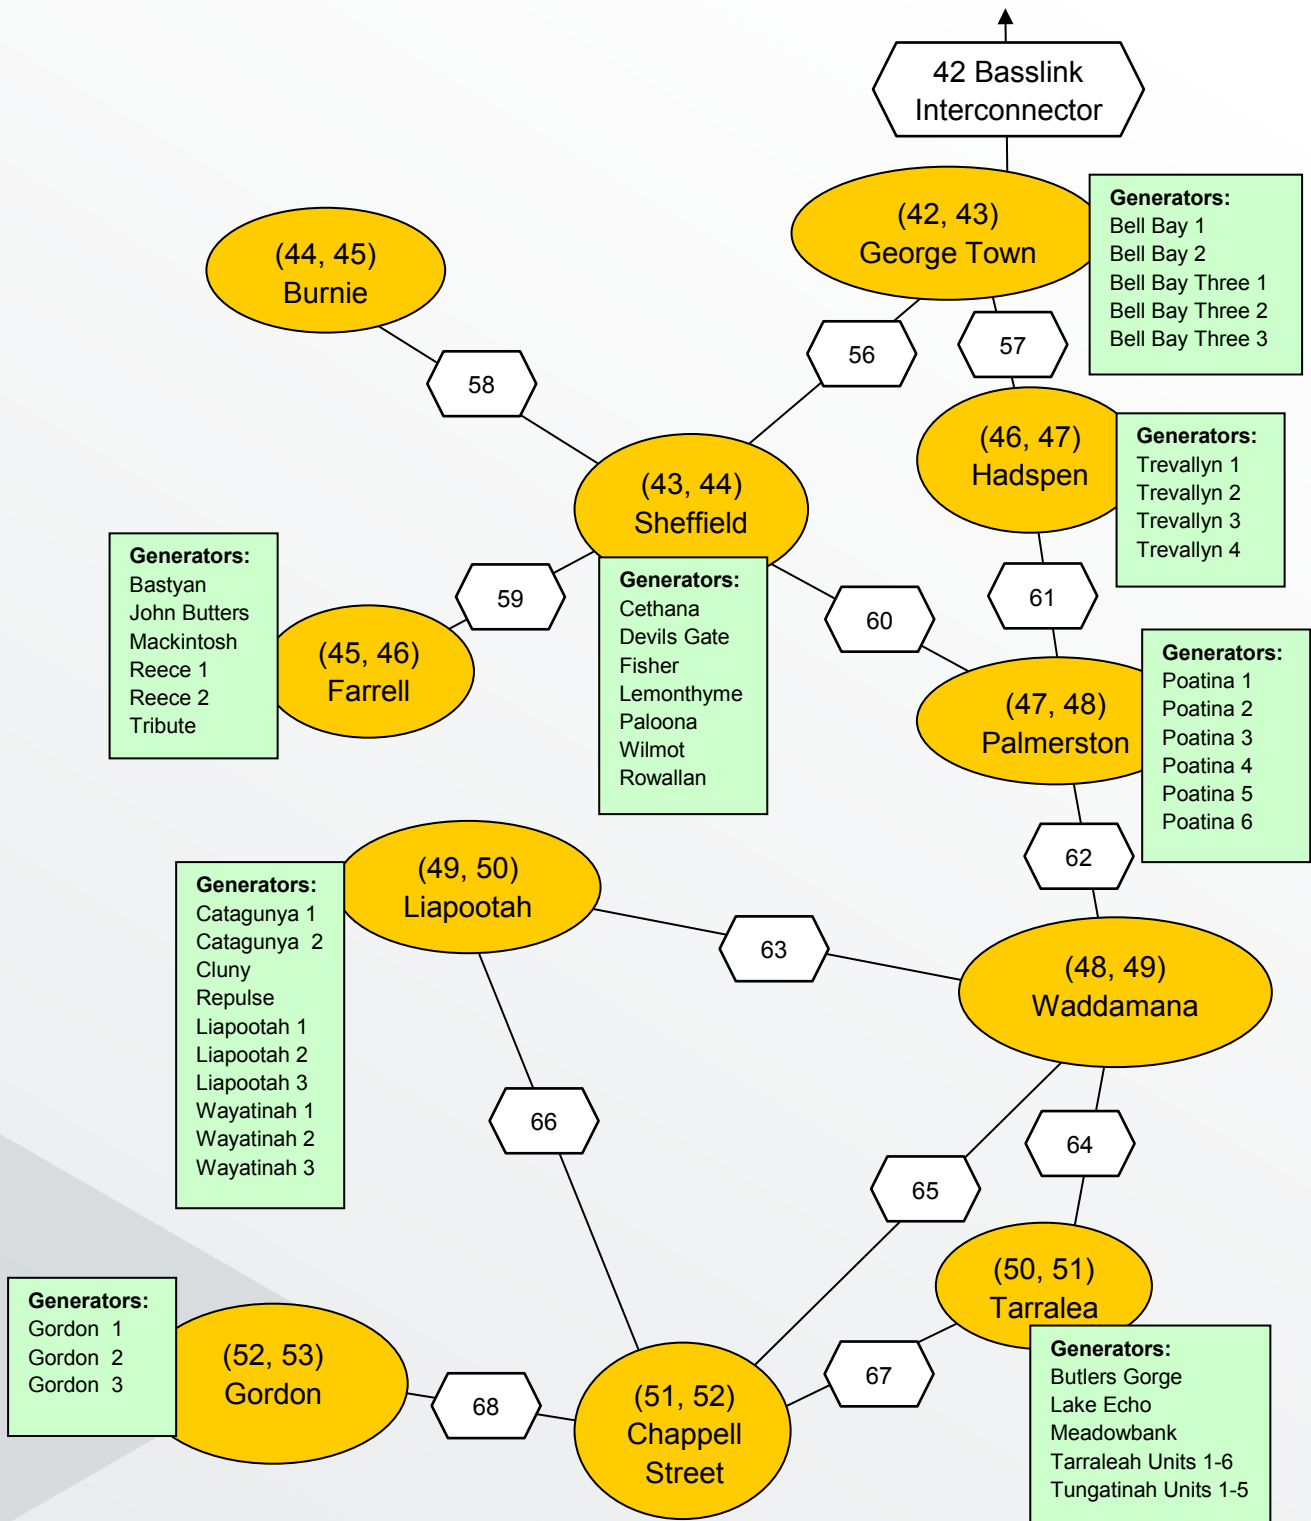 42 Basslink
Interconnector
(42, 43)
George Town
Generators:
Bell Bay 1
Bell Bay 2
Bell Bay Three 1
Bell Bay Three 2
Bell Bay Three 3
(44, 45)
Burnie
58
56
57
(46, 47)
Hadspen
Generators:
Trevallyn 1
Trevallyn 2
Trevallyn 3
Trevallyn 4
(43, 44)
Sheffield
Generators:
Cethana
Devils Gate
Fisher
Lemonthyme
Paloona
Wilmot
Rowallan
59
60
61
Generators:
Bastyan
John Butters
Mackintosh
Reece 1
Reece 2
Tribute
(45, 46)
Farrell
(47, 48)
Palmerston
Generators:
Poatina 1
Poatina 2
Poatina 3
Poatina 4
Poatina 5
Poatina 6
62
(49, 50)
Liapootah
Generators:
Catagunya 1
Catagunya  2
Cluny
Repulse
Liapootah 1
Liapootah 2
Liapootah 3
Wayatinah 1
Wayatinah 2
Wayatinah 3
63
(48, 49)
Waddamana
66
65
64
(50, 51)
Tarralea
Generators:
Butlers Gorge
Lake Echo
Meadowbank
Tarraleah Units 1-6
Tungatinah Units 1-5
Generators:
Gordon  1
Gordon  2
Gordon  3
(52, 53)
Gordon
68
(51, 52)
Chappell
Street
67